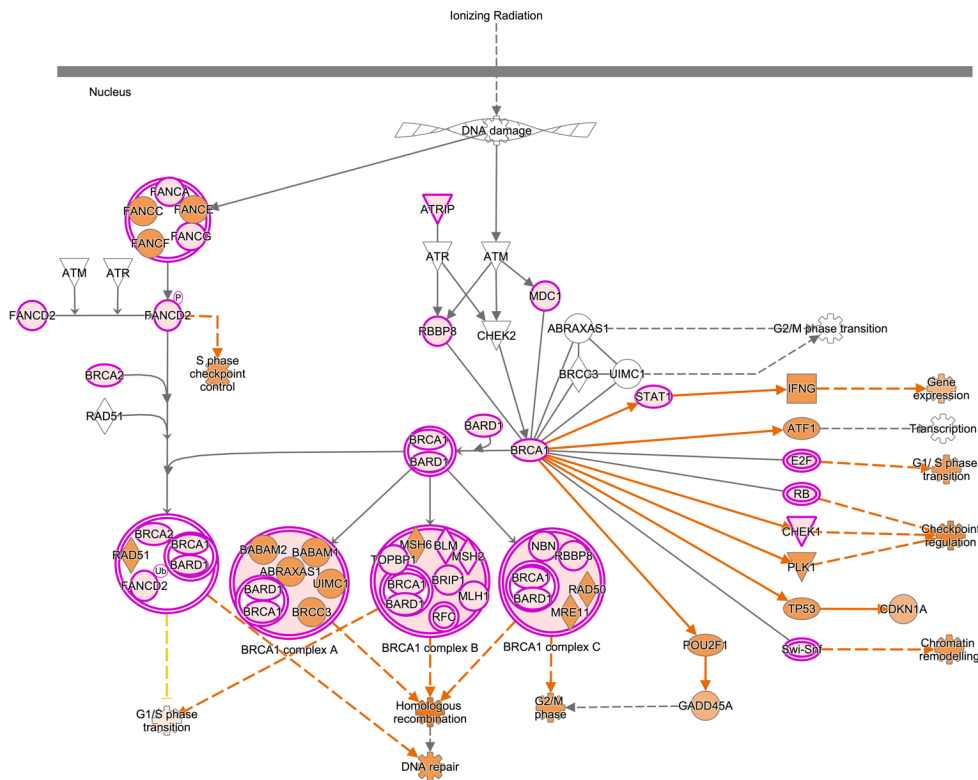 Ionizing Radiation
Nucleus
DNA damage
FANCA
FANCC
FANCE
FANCF
FANCG
ATRIP
ATM
ATR
ATR
ATM
MDC1
FANCD2
P
FANCD2
RBBP8
CHEK2
ABRAXAS1
G2/M phase transition
BRCC3
UIMC1
S phase
checkpoint
control
BRCA2
RAD51
STAT1
IFNG
Gene
expression
BARD1
BRCA1
BARD1
BRCA1
ATF1
Transcription
E2F
G1/ S phase
transition
RB
CHEK1
Checkpoint
regulation
PLK1
TP53
CDKN1A
BRCA2
RAD51
BRCA1
BARD1
Ub
FANCD2
BABAM2
BABAM1
ABRAXAS1
BARD1
UIMC1
BRCA1
BRCC3
BRCA1 complex A
MSH6
BLM
TOPBP1
MSH2
BRCA1
BRIP1
BARD1
MLH1
RFC
BRCA1 complex B
NBN
RBBP8
BRCA1
BARD1
RAD50
MRE11
BRCA1 complex C
POU2F1
Swi-Snf
Chromatin
remodelling
G1/S phase
transition
Homologous
recombination
G2/M
phase
GADD45A
DNA repair